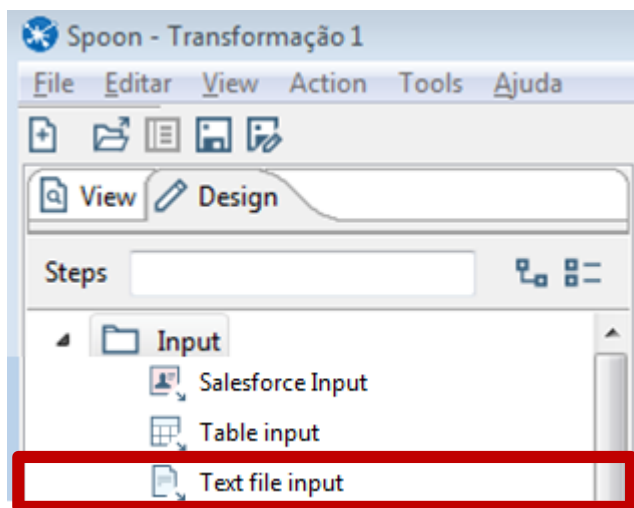 Spoon - Transformação 1
File Editar View Action Tools Ajuda
View Design
Steps
Input
Salesforce Input
Table input
Text file input